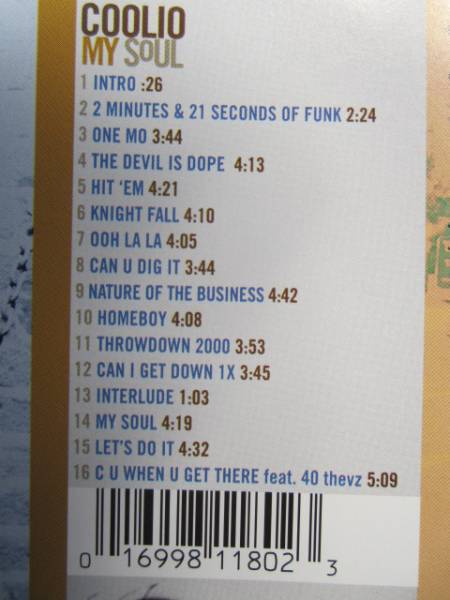 COOLIO
MY SOUL
1 INTRO :26
2 2 MINUTES & 21 SECONDS OF FUNK 2:24
3 ONE MO 3:44
4 THE DEVIL IS DOPE 4:13
5 HIT 'EM 4:21
6 KNIGHT FALL 4:10
7 OOH LA LA 4:05
8 CAN U DIG IT 3:44
9 NATURE OF THE BUSINESS 4:42
10 HOMEBOY 4:08
11 THROWDOWN 2000 3:53
12 CAN I GET DOWN 1X 3:45
13 INTERLUDE 1:03
14 MY SOUL 4:19
15 LET'S DO IT 4:32
16 C U WHEN U GET THERE feat. 40 thevz 5:09
0 16998 11802 3